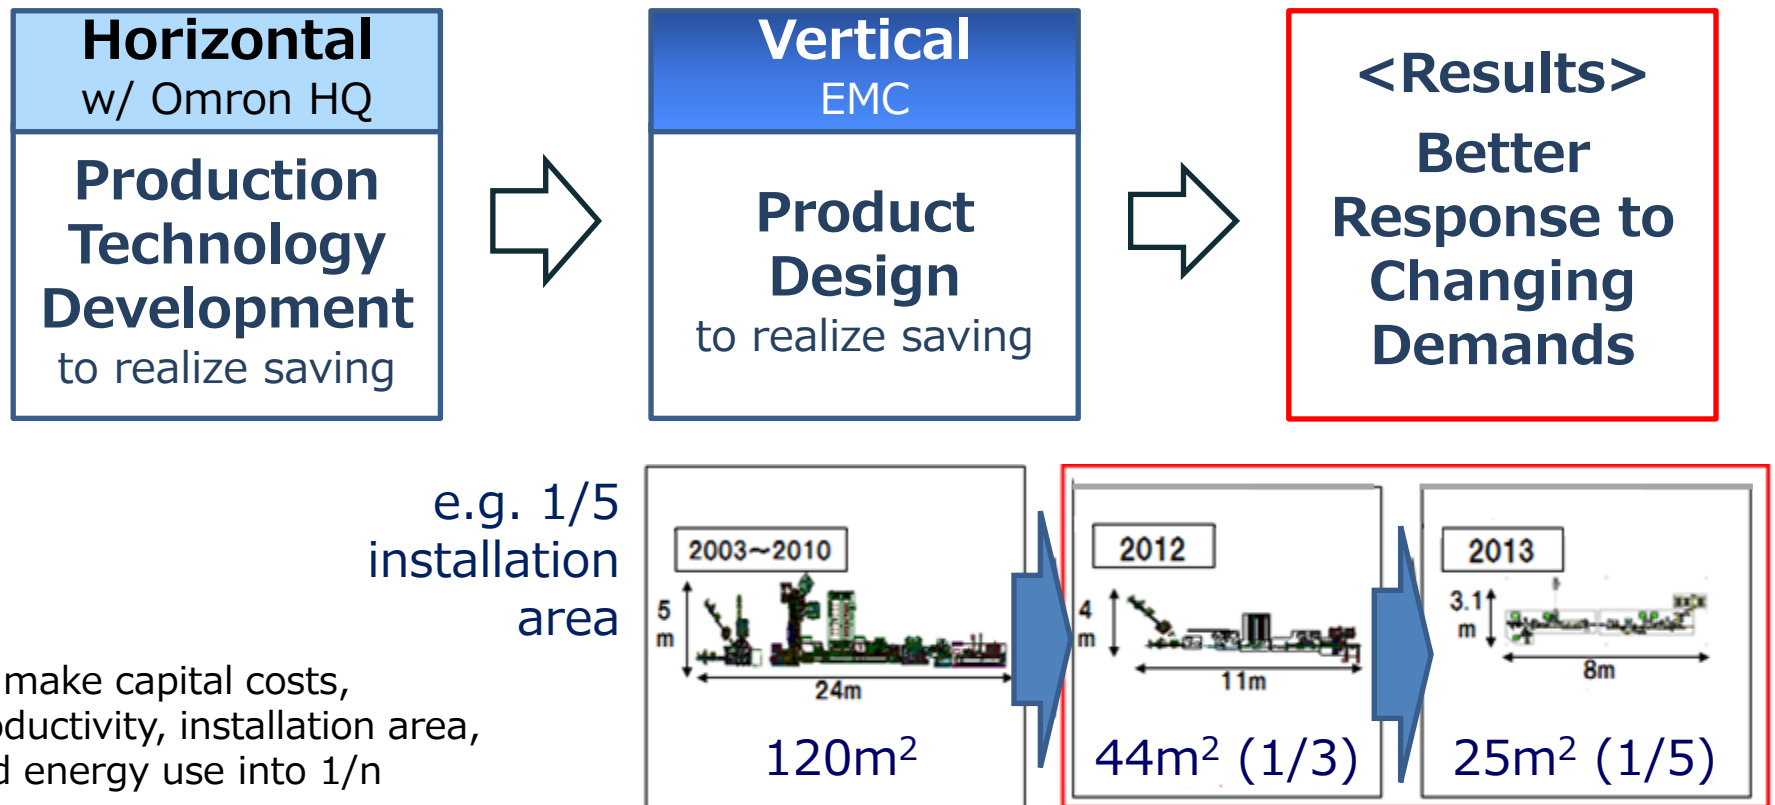 Horizontal
w/ Omron HQ
Production
Technology
Development
to realize saving
Vertical
EMC
Product
Design
to realize saving
<Results>
Better
Response to
Changing
Demands
e.g. 1/5
installation
area
make capital costs,
oductivity, installation area,
d energy use into 1/n
2003～2010
5
m
24m
120m²
2012
4
m
11m
44m² (1/3)
2013
3.1
m
8m
25m² (1/5)